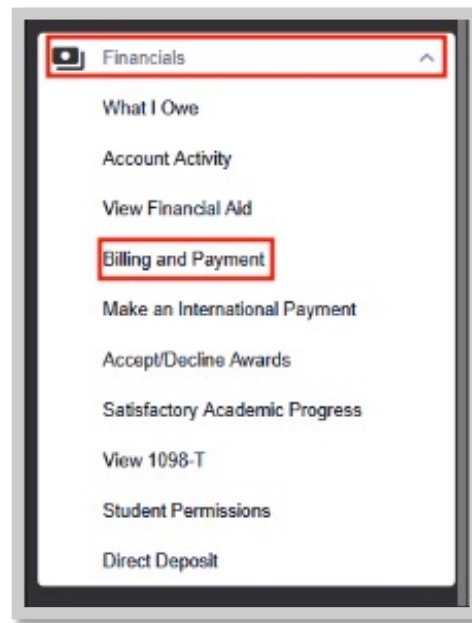 Financials
What I Owe
Account Activity
View Financial Aid
Billing and Payment
Make an International Payment
Accept/Decline Awards
Satisfactory Academic Progress
View 1098-T
Student Permissions
Direct Deposit